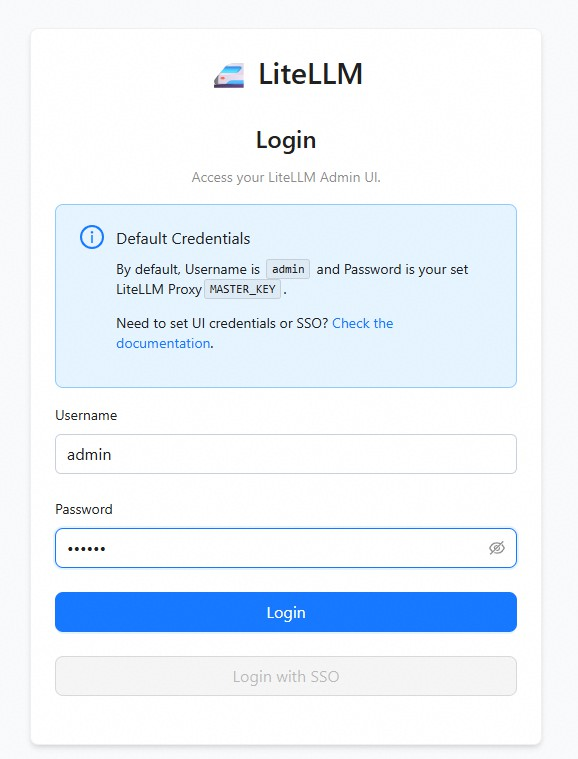 LiteLLM
Login
Access your LiteLLM Admin UI.
Default Credentials
By default, Username is admin and Password is your set
LiteLLM Proxy MASTER_KEY .
Need to set UI credentials or SSO? Check the
documentation.
Username
admin
Password
••••••
Login
Login with SSO